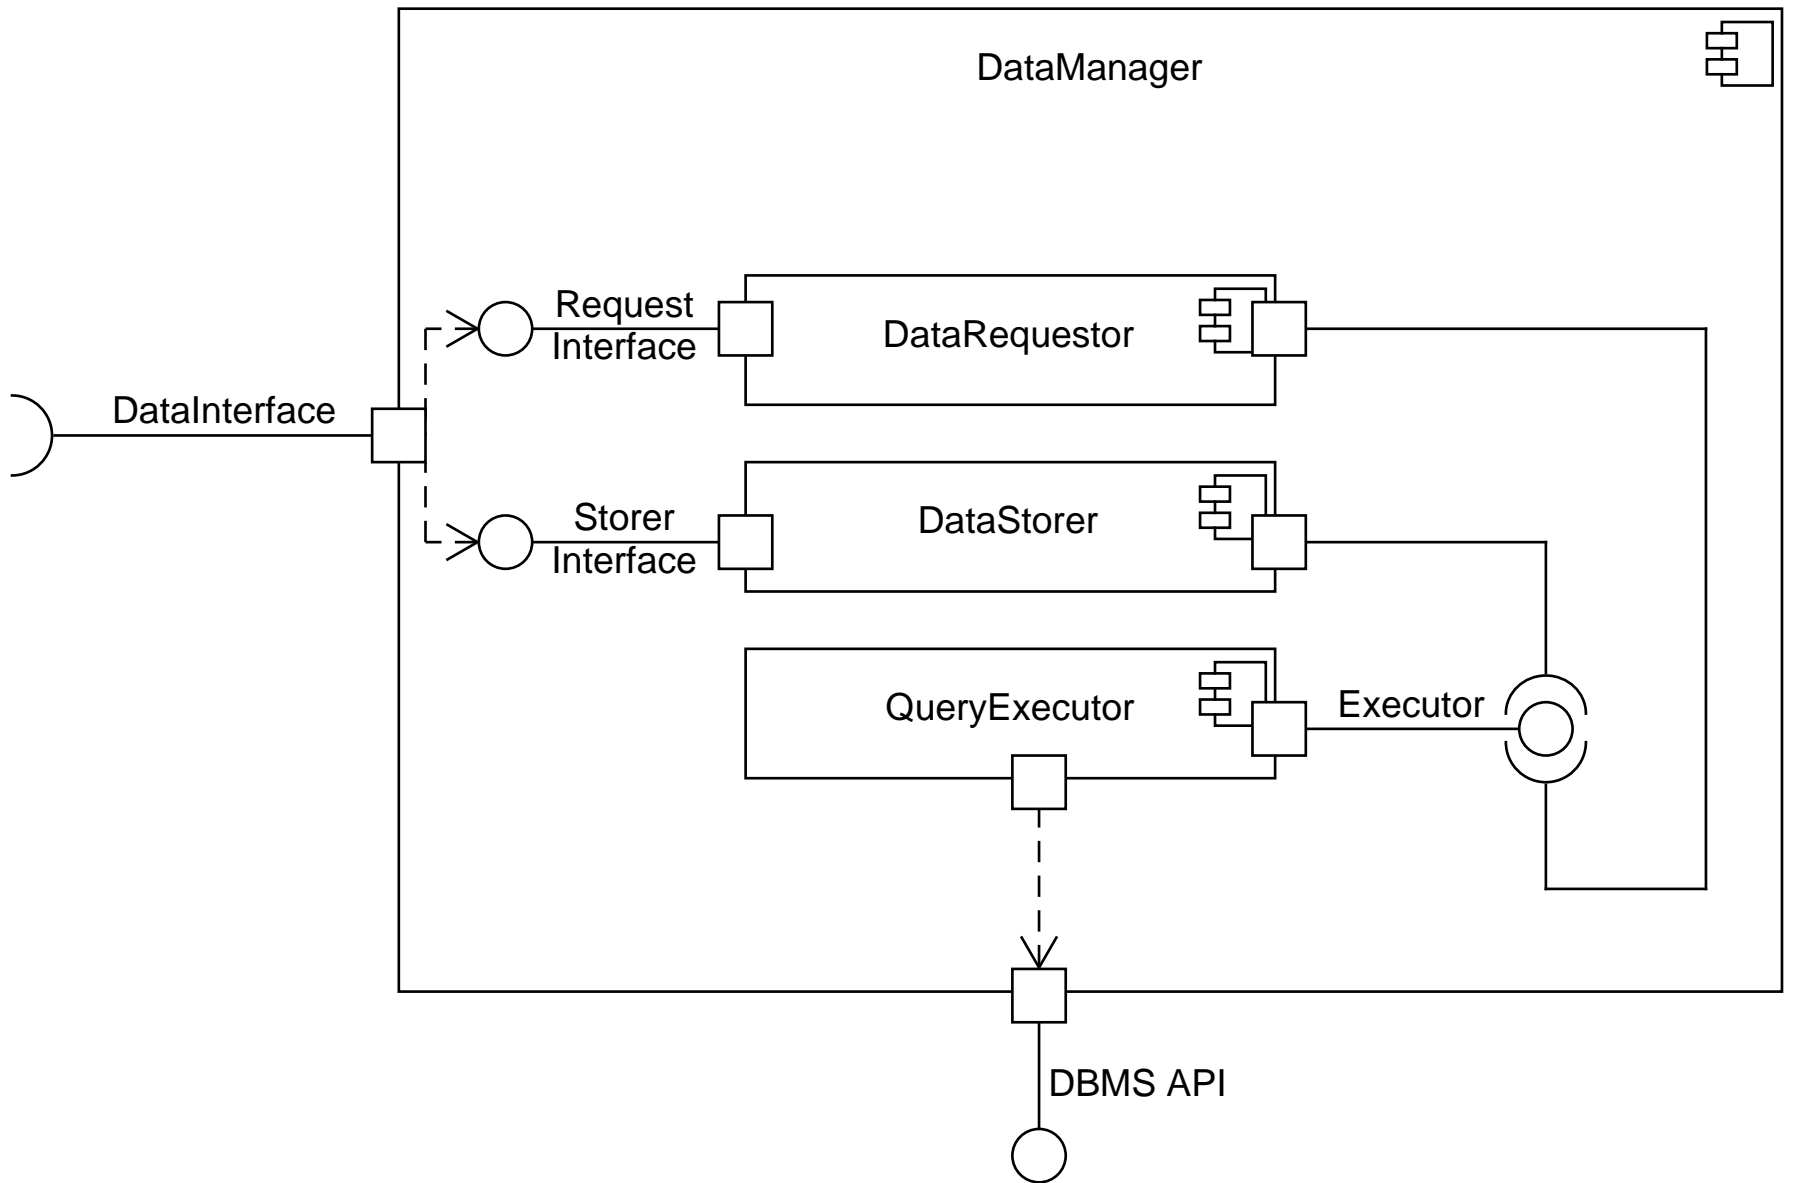 DataManager
Request
Interface
DataRequestor
DataInterface
Storer
Interface
DataStorer
QueryExecutor
Executor
DBMS API